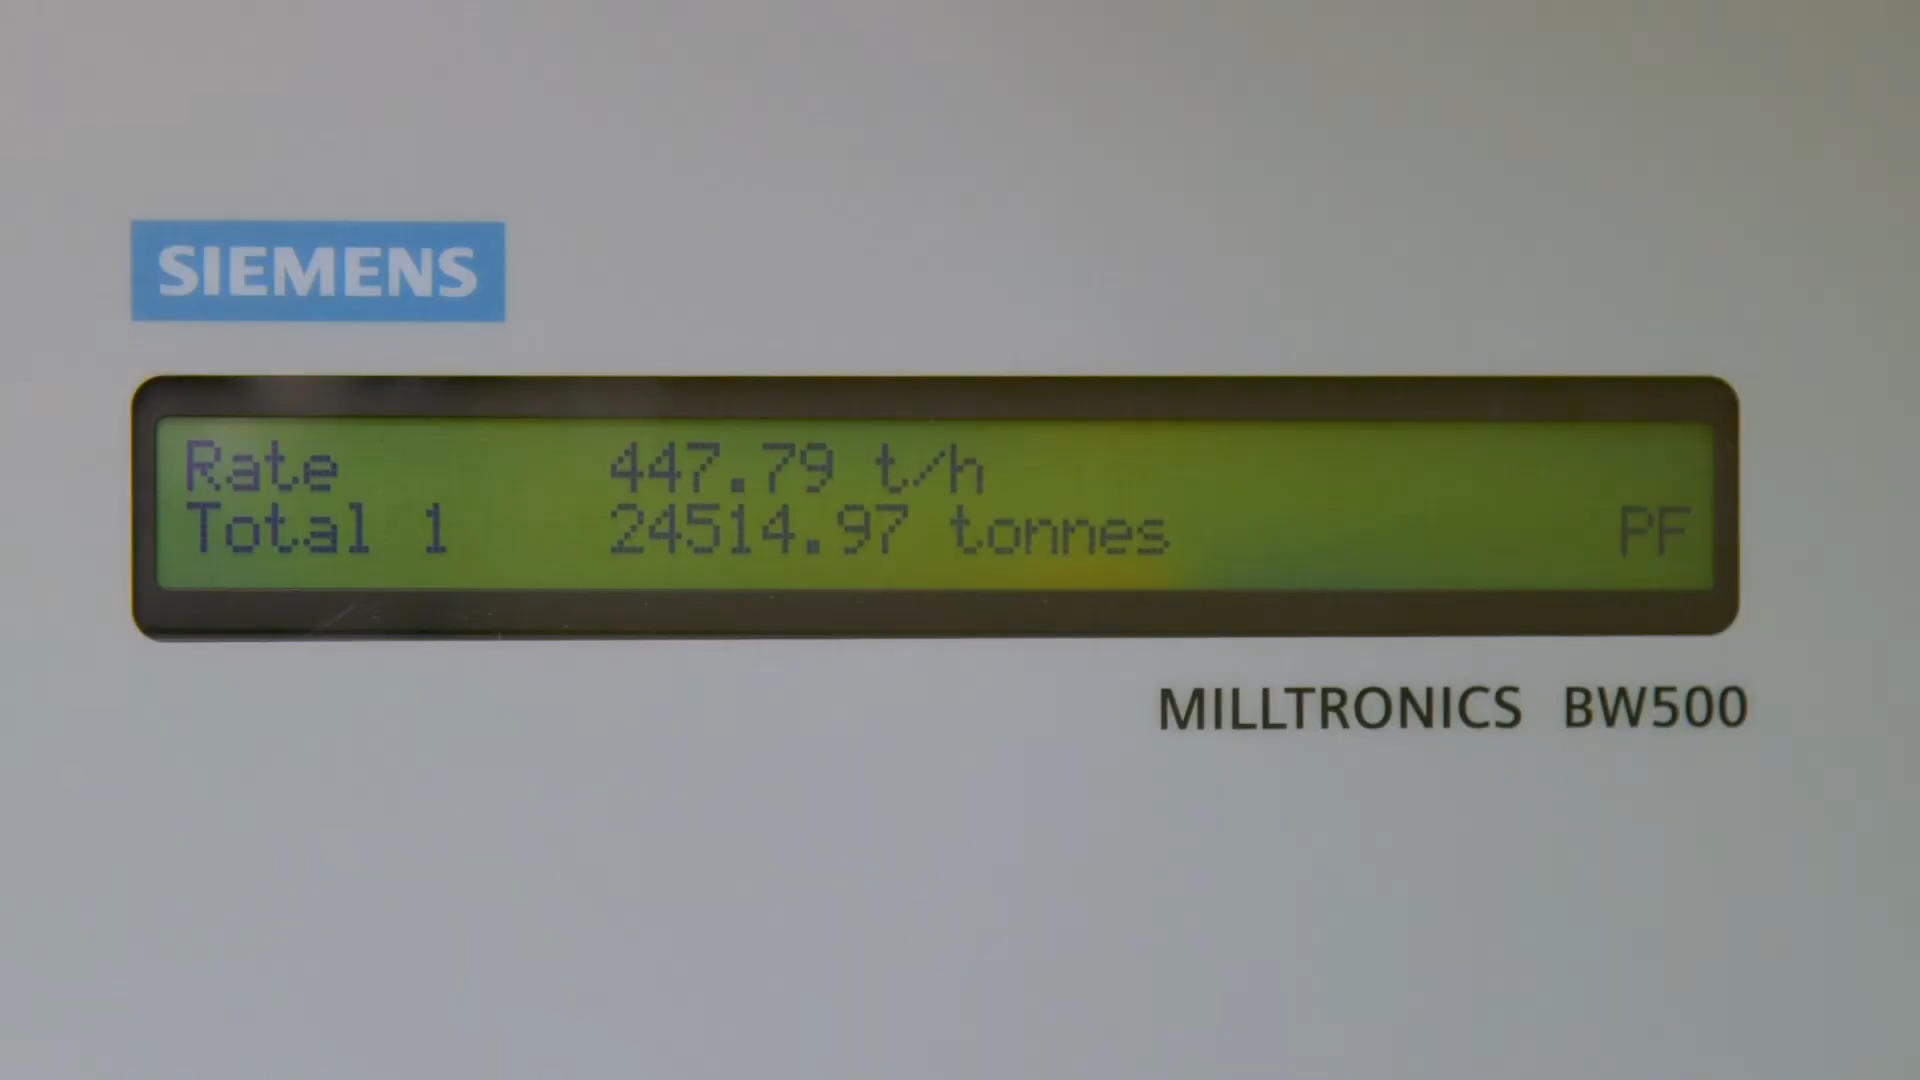 SIEMENS
Rate 447.79 t/h
Total 1 24514.97 tonnes PF
MILLTRONICS BW500